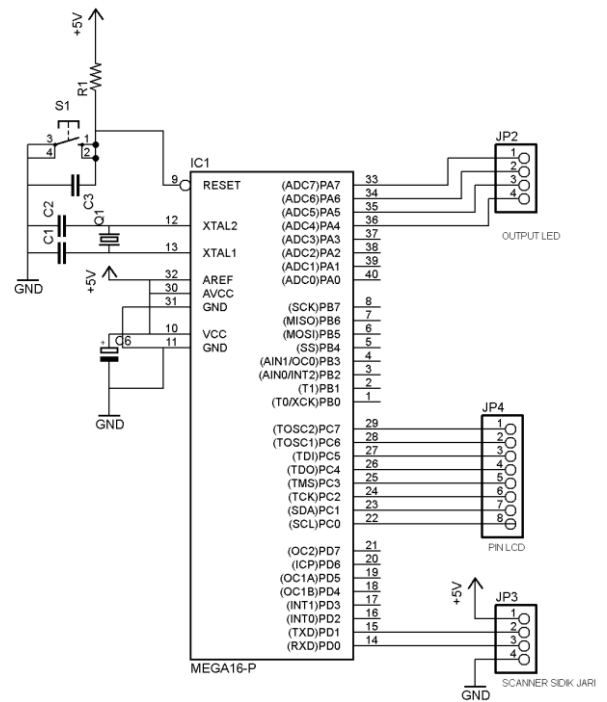 +5V
R1
S1
3
1
4
2
C3
C2
C1
Q1
GND
+5V
C6
+
GND
IC1
9 RESET
12 XTAL2
13 XTAL1
32 AREF
30 AVCC
31 GND
10 VCC
11 GND
(ADC7)PA7 33
(ADC6)PA6 34
(ADC5)PA5 35
(ADC4)PA4 36
(ADC3)PA3 37
(ADC2)PA2 38
(ADC1)PA1 39
(ADC0)PA0 40
(SCK)PB7 8
(MISO)PB6 7
(MOSI)PB5 6
(SS)PB4 5
(AIN1/OC0)PB3 4
(AIN0/INT2)PB2 3
(T1)PB1 2
(T0/XCK)PB0 1
(TOSC2)PC7 29
(TOSC1)PC6 28
(TDI)PC5 27
(TDO)PC4 26
(TMS)PC3 25
(TCK)PC2 24
(SDA)PC1 23
(SCL)PC0 22
(OC2)PD7 21
(ICP)PD6 20
(OC1A)PD5 19
(OC1B)PD4 18
(INT1)PD3 17
(INT0)PD2 16
(TXD)PD1 15
(RXD)PD0 14
MEGA16-P
JP2
1
2
3
4
OUTPUT LED
JP4
1
2
3
4
5
6
7
8
PIN LCD
+5V
JP3
1
2
3
4
GND
SCANNER SIDIK JARI